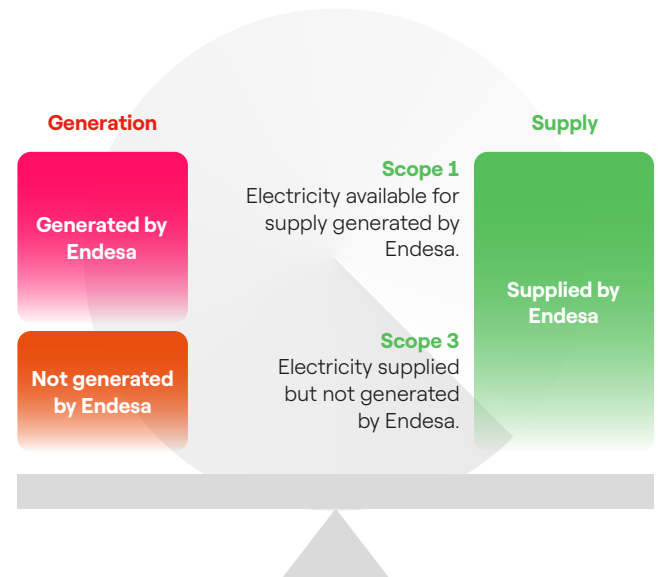 Generation
Supply
Generated by
Endesa
Scope 1
Electricity available for
supply generated by
Endesa.
Supplied by
Endesa
Not generated
by Endesa
Scope 3
Electricity supplied
but not generated
by Endesa.